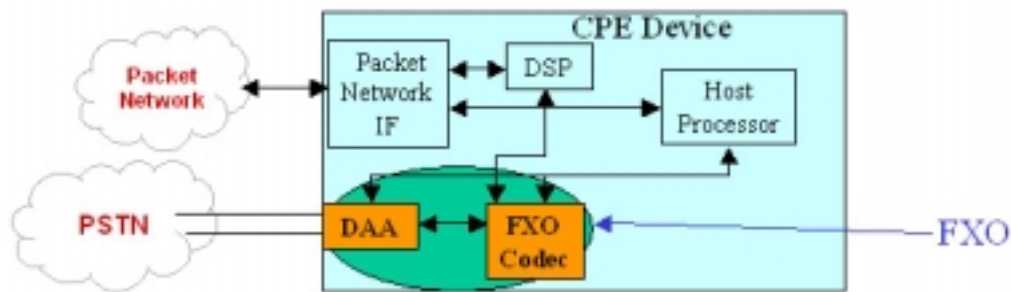 CPE Device
Packet
Network
Packet
Network
IF
DSP
Host
Processor
PSTN
DAA
FXO
Codec
FXO